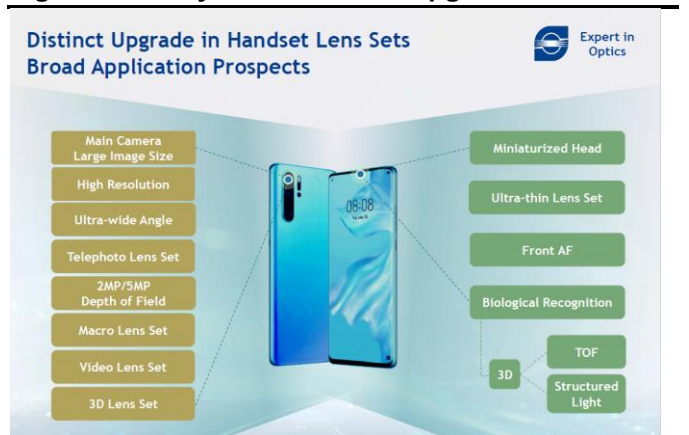 Distinct Upgrade in Handset Lens Sets
Broad Application Prospects
Expert in
Optics
Main Camera
Large Image Size
High Resolution
Ultra-wide Angle
Telephoto Lens Set
2MP/5MP
Depth of Field
Macro Lens Set
Video Lens Set
3D Lens Set
08:08
Miniaturized Head
Ultra-thin Lens Set
Front AF
Biological Recognition
3D
TOF
Structured
Light